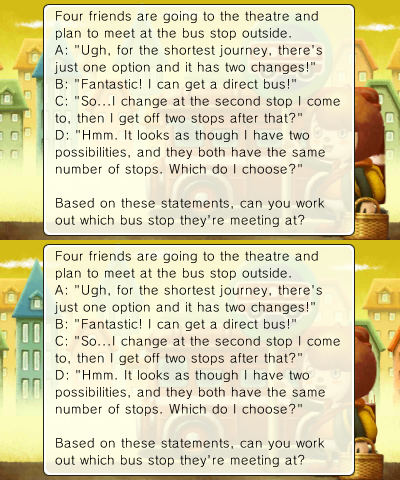 Four friends are going to the theatre and
plan to meet at the bus stop outside.
A: "Ugh, for the shortest journey, there's
just one option and it has two changes!"
B: "Fantastic! I can get a direct bus!"
C: "So...I change at the second stop I come
to, then I get off two stops after that?"
D: "Hmm. It looks as though I have two
possibilities, and they both have the same
number of stops. Which do I choose?"
Based on these statements, can you work
out which bus stop they're meeting at?
Four friends are going to the theatre and
plan to meet at the bus stop outside.
A: "Ugh, for the shortest journey, there's
just one option and it has two changes!"
B: "Fantastic! I can get a direct bus!"
C: "So...I change at the second stop I come
to, then I get off two stops after that?"
D: "Hmm. It looks as though I have two
possibilities, and they both have the same
number of stops. Which do I choose?"
Based on these statements, can you work
out which bus stop they're meeting at?